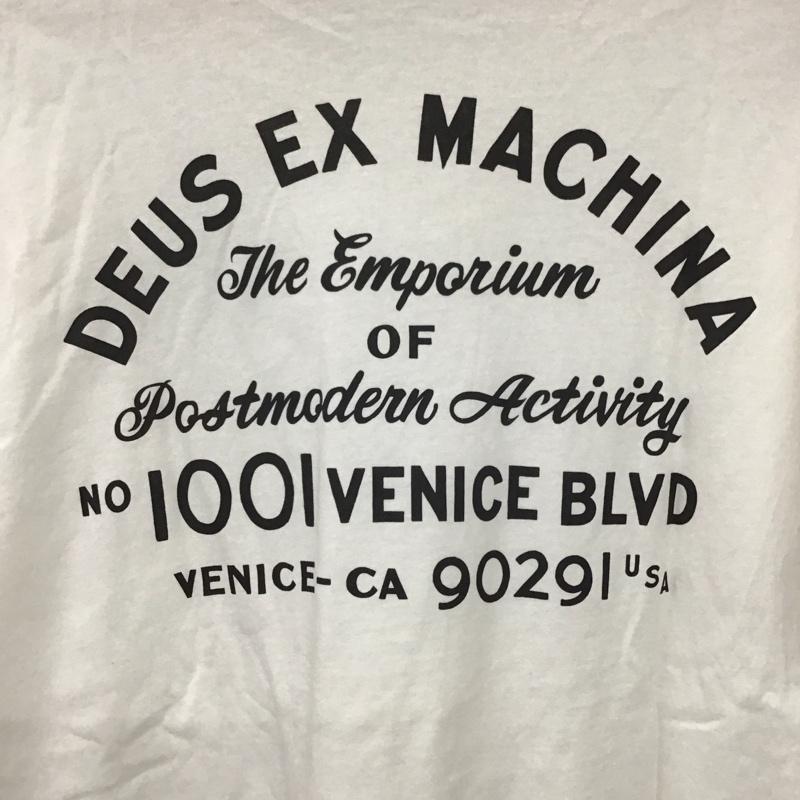 DEUS EX MACHINA
The Emporium
OF
Postmodern Activity
NO 1001 VENICE BLVD
VENICE- CA 90291 USA